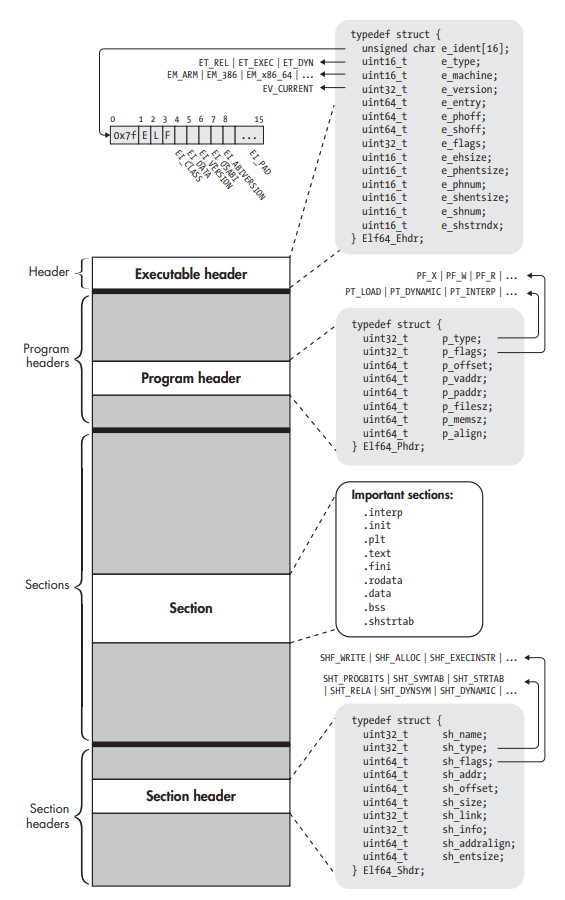 typedef struct {
unsigned char e_ident[16];
uint16_t e_type;
uint16_t e_machine;
uint32_t e_version;
uint64_t e_entry;
uint64_t e_phoff;
uint64_t e_shoff;
uint32_t e_flags;
uint16_t e_ehsize;
uint16_t e_phentsize;
uint16_t e_phnum;
uint16_t e_shentsize;
uint16_t e_shnum;
uint16_t e_shstrndx;
} Elf64_Ehdr;
ET_REL | ET_EXEC | ET_DYN
EM_ARM | EM_386 | EM_x86_64 | ...
EV_CURRENT
0 1 2 3 4 5 6 7 8 15
0x7f E L F ...
EI_CLASS
EI_DATA
EI_VERSION
EI_OSABI
EI_ABIVERSION
EI_PAD
Header
Executable header
PF_X | PF_W | PF_R | ...
PT_LOAD | PT_DYNAMIC | PT_INTERP | ...
Program
headers
Program header
typedef struct {
uint32_t p_type;
uint32_t p_flags;
uint64_t p_offset;
uint64_t p_vaddr;
uint64_t p_paddr;
uint64_t p_filesz;
uint64_t p_memsz;
uint64_t p_align;
} Elf64_Phdr;
Sections
Section
Important sections:
.interp
.init
.plt
.text
.fini
.rodata
.data
.bss
.shstrtab
SHF_WRITE | SHF_ALLOC | SHF_EXECINSTR | ...
SHT_PROGBITS | SHT_SYMTAB | SHT_STRTAB
| SHT_RELA | SHT_DYNSYM | SHT_DYNAMIC | ...
Section
headers
Section header
typedef struct {
uint32_t sh_name;
uint32_t sh_type;
uint64_t sh_flags;
uint64_t sh_addr;
uint64_t sh_offset;
uint64_t sh_size;
uint32_t sh_link;
uint32_t sh_info;
uint64_t sh_addralign;
uint64_t sh_entsize;
} Elf64_Shdr;